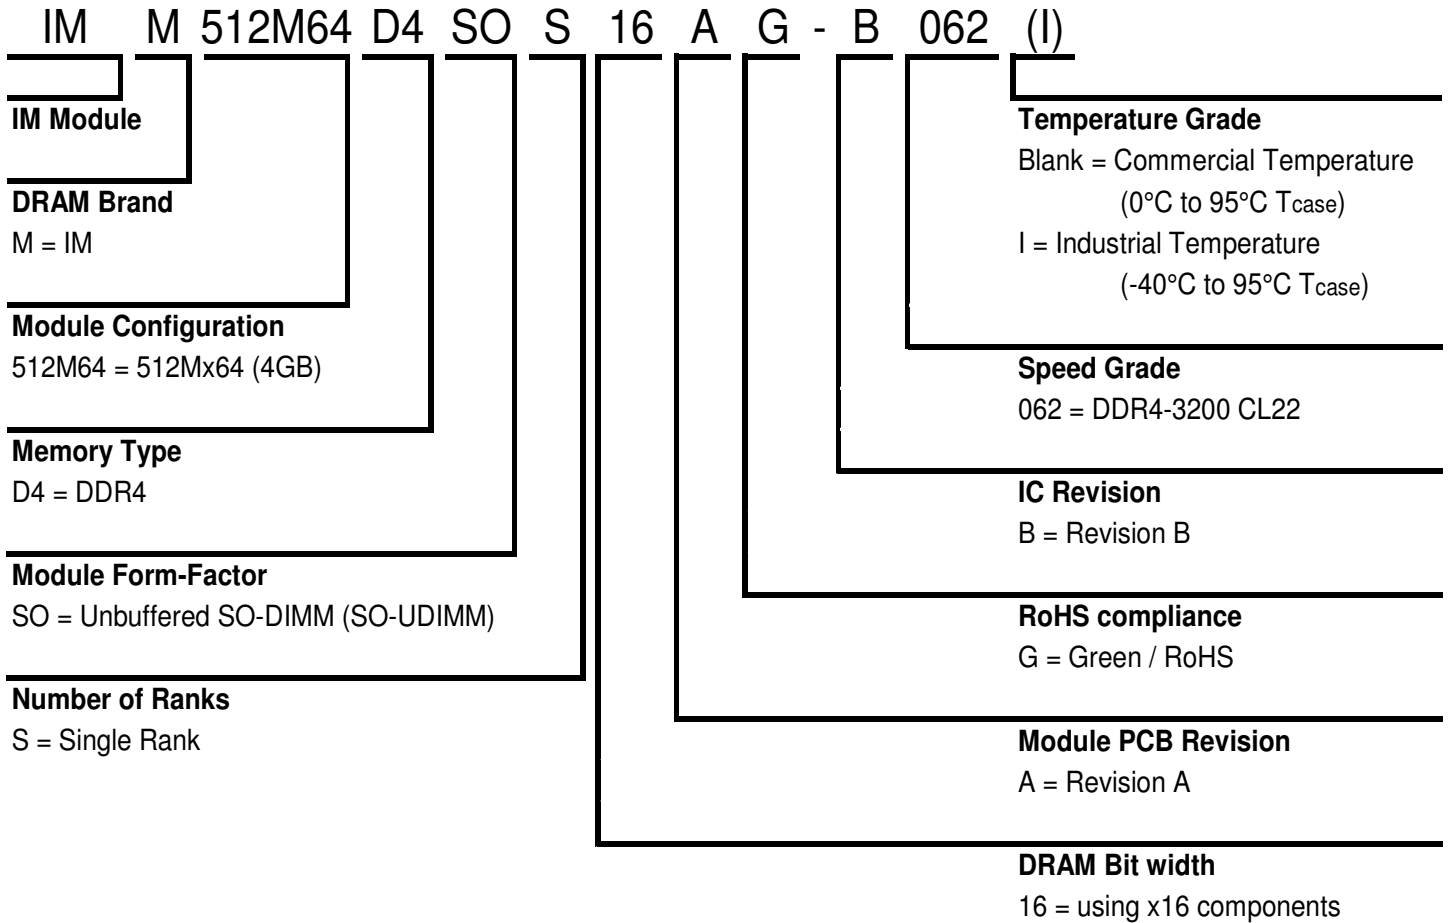 IM M 512M64 D4 SO S 16 A G - B 062 (I)
IM Module
DRAM Brand
M = IM
Module Configuration
512M64 = 512Mx64 (4GB)
Memory Type
D4 = DDR4
Module Form-Factor
SO = Unbuffered SO-DIMM (SO-UDIMM)
Number of Ranks
S = Single Rank
Temperature Grade
Blank = Commercial Temperature
(0°C to 95°C Tcase)
I = Industrial Temperature
(-40°C to 95°C Tcase)
Speed Grade
062 = DDR4-3200 CL22
IC Revision
B = Revision B
RoHS compliance
G = Green / RoHS
Module PCB Revision
A = Revision A
DRAM Bit width
16 = using x16 components